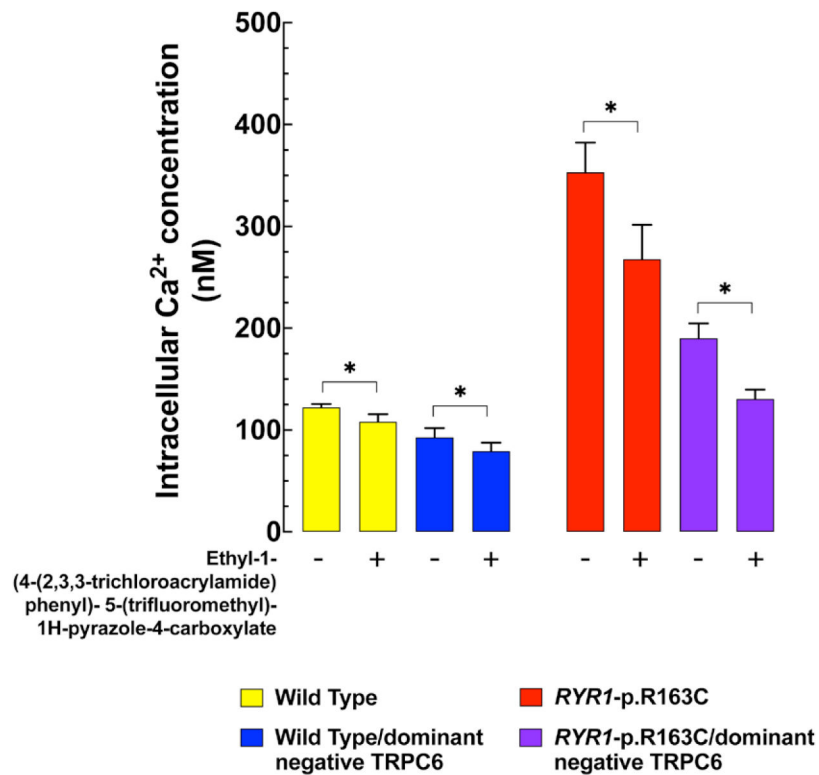 Intracellular Ca2+ concentration
(nM)
500
400
300
200
100
0
*
*
*
*
Ethyl-1-
(4-(2,3,3-trichloroacrylamide)
phenyl)- 5-(trifluoromethyl)-
1H-pyrazole-4-carboxylate
- + - + - + - +
Wild Type
Wild Type/dominant
negative TRPC6
RYR1-p.R163C
RYR1-p.R163C/dominant
negative TRPC6